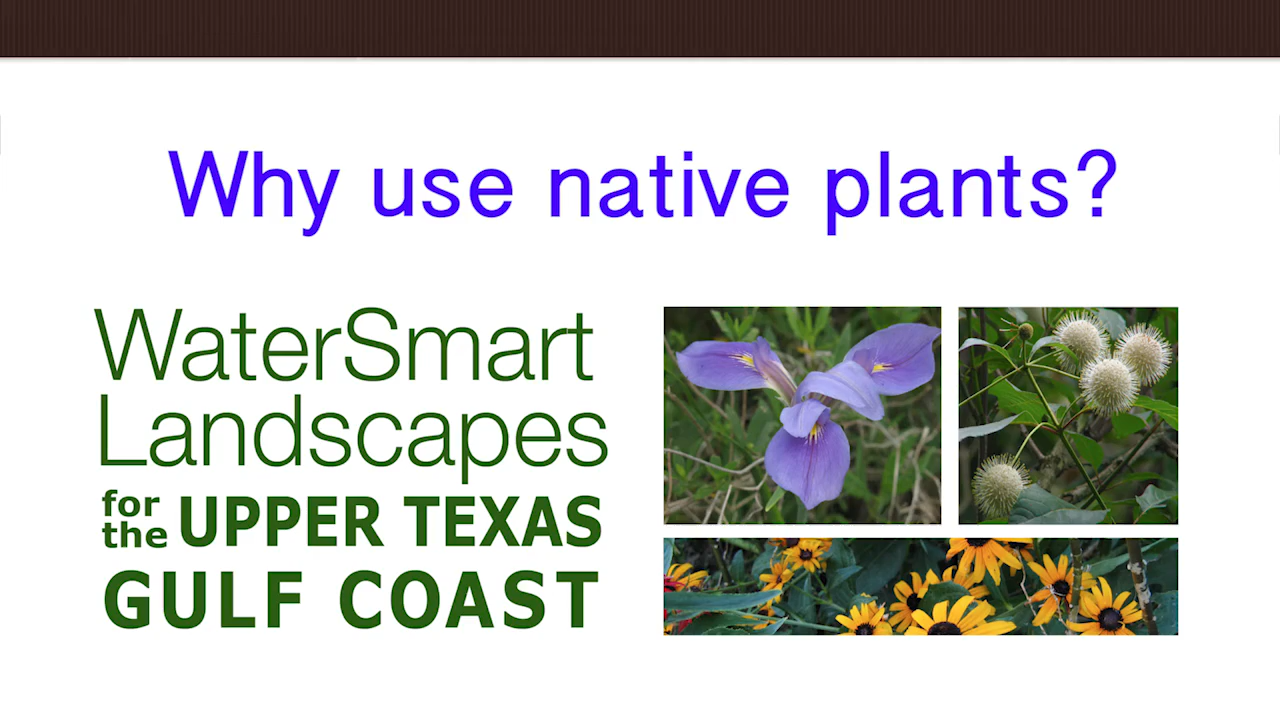 Why use native plants?
WaterSmart
Landscapes
for the UPPER TEXAS
GULF COAST